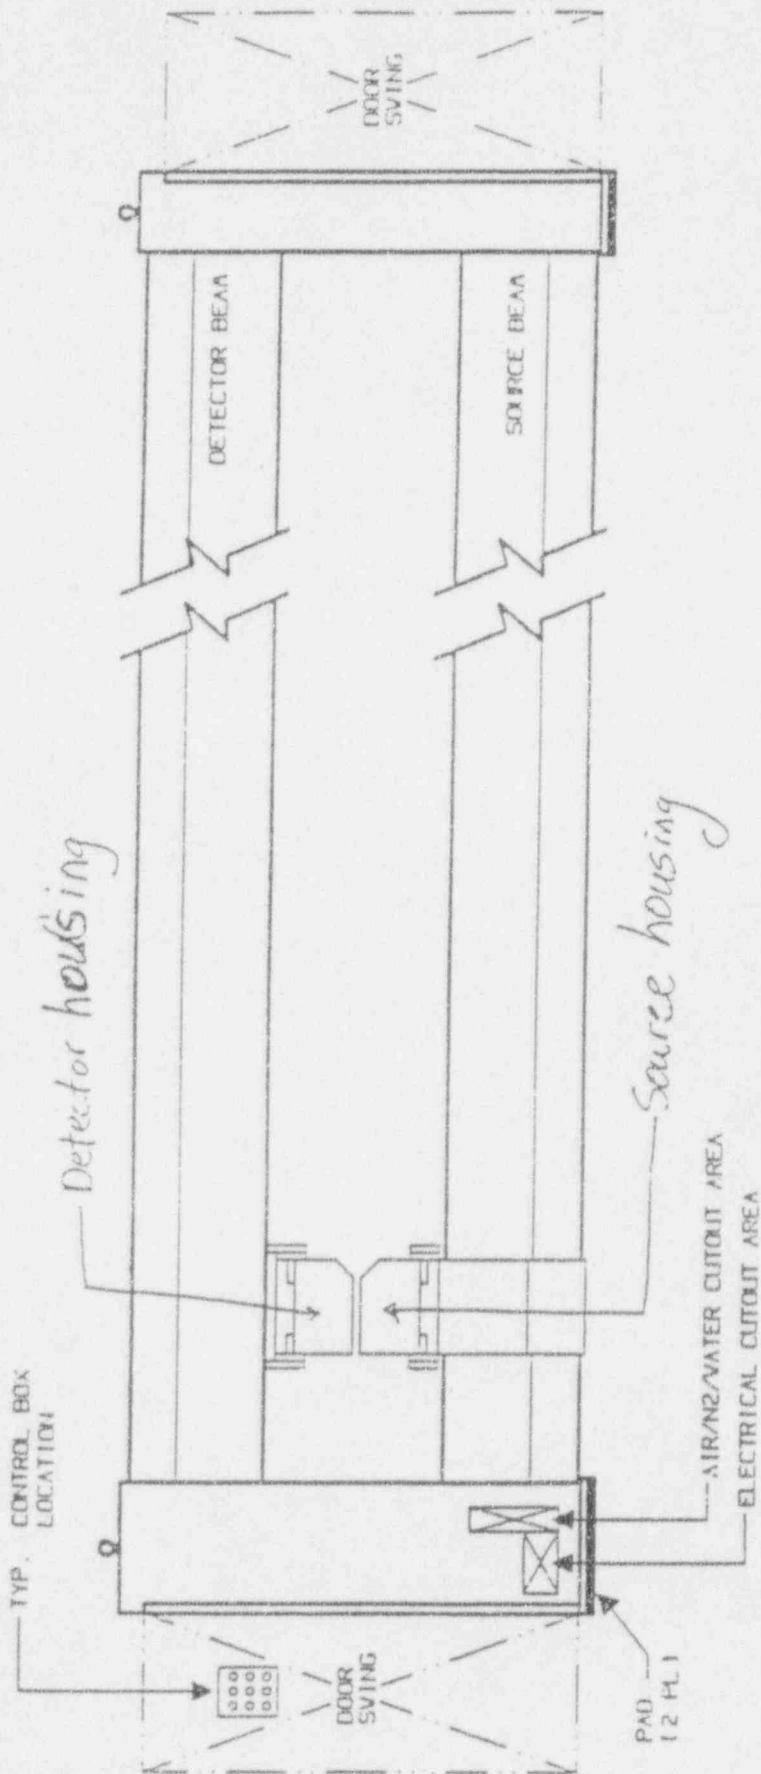 TYP. CONTROL BOX
LOCATION
Detector housing
DOOR
SWING
DETECTOR BEAM
DOOR
SWING
SOURCE BEAM
Source housing
AIR/N2/WATER CUTOUT AREA
ELECTRICAL CUTOUT AREA
PAD
(2 PL)